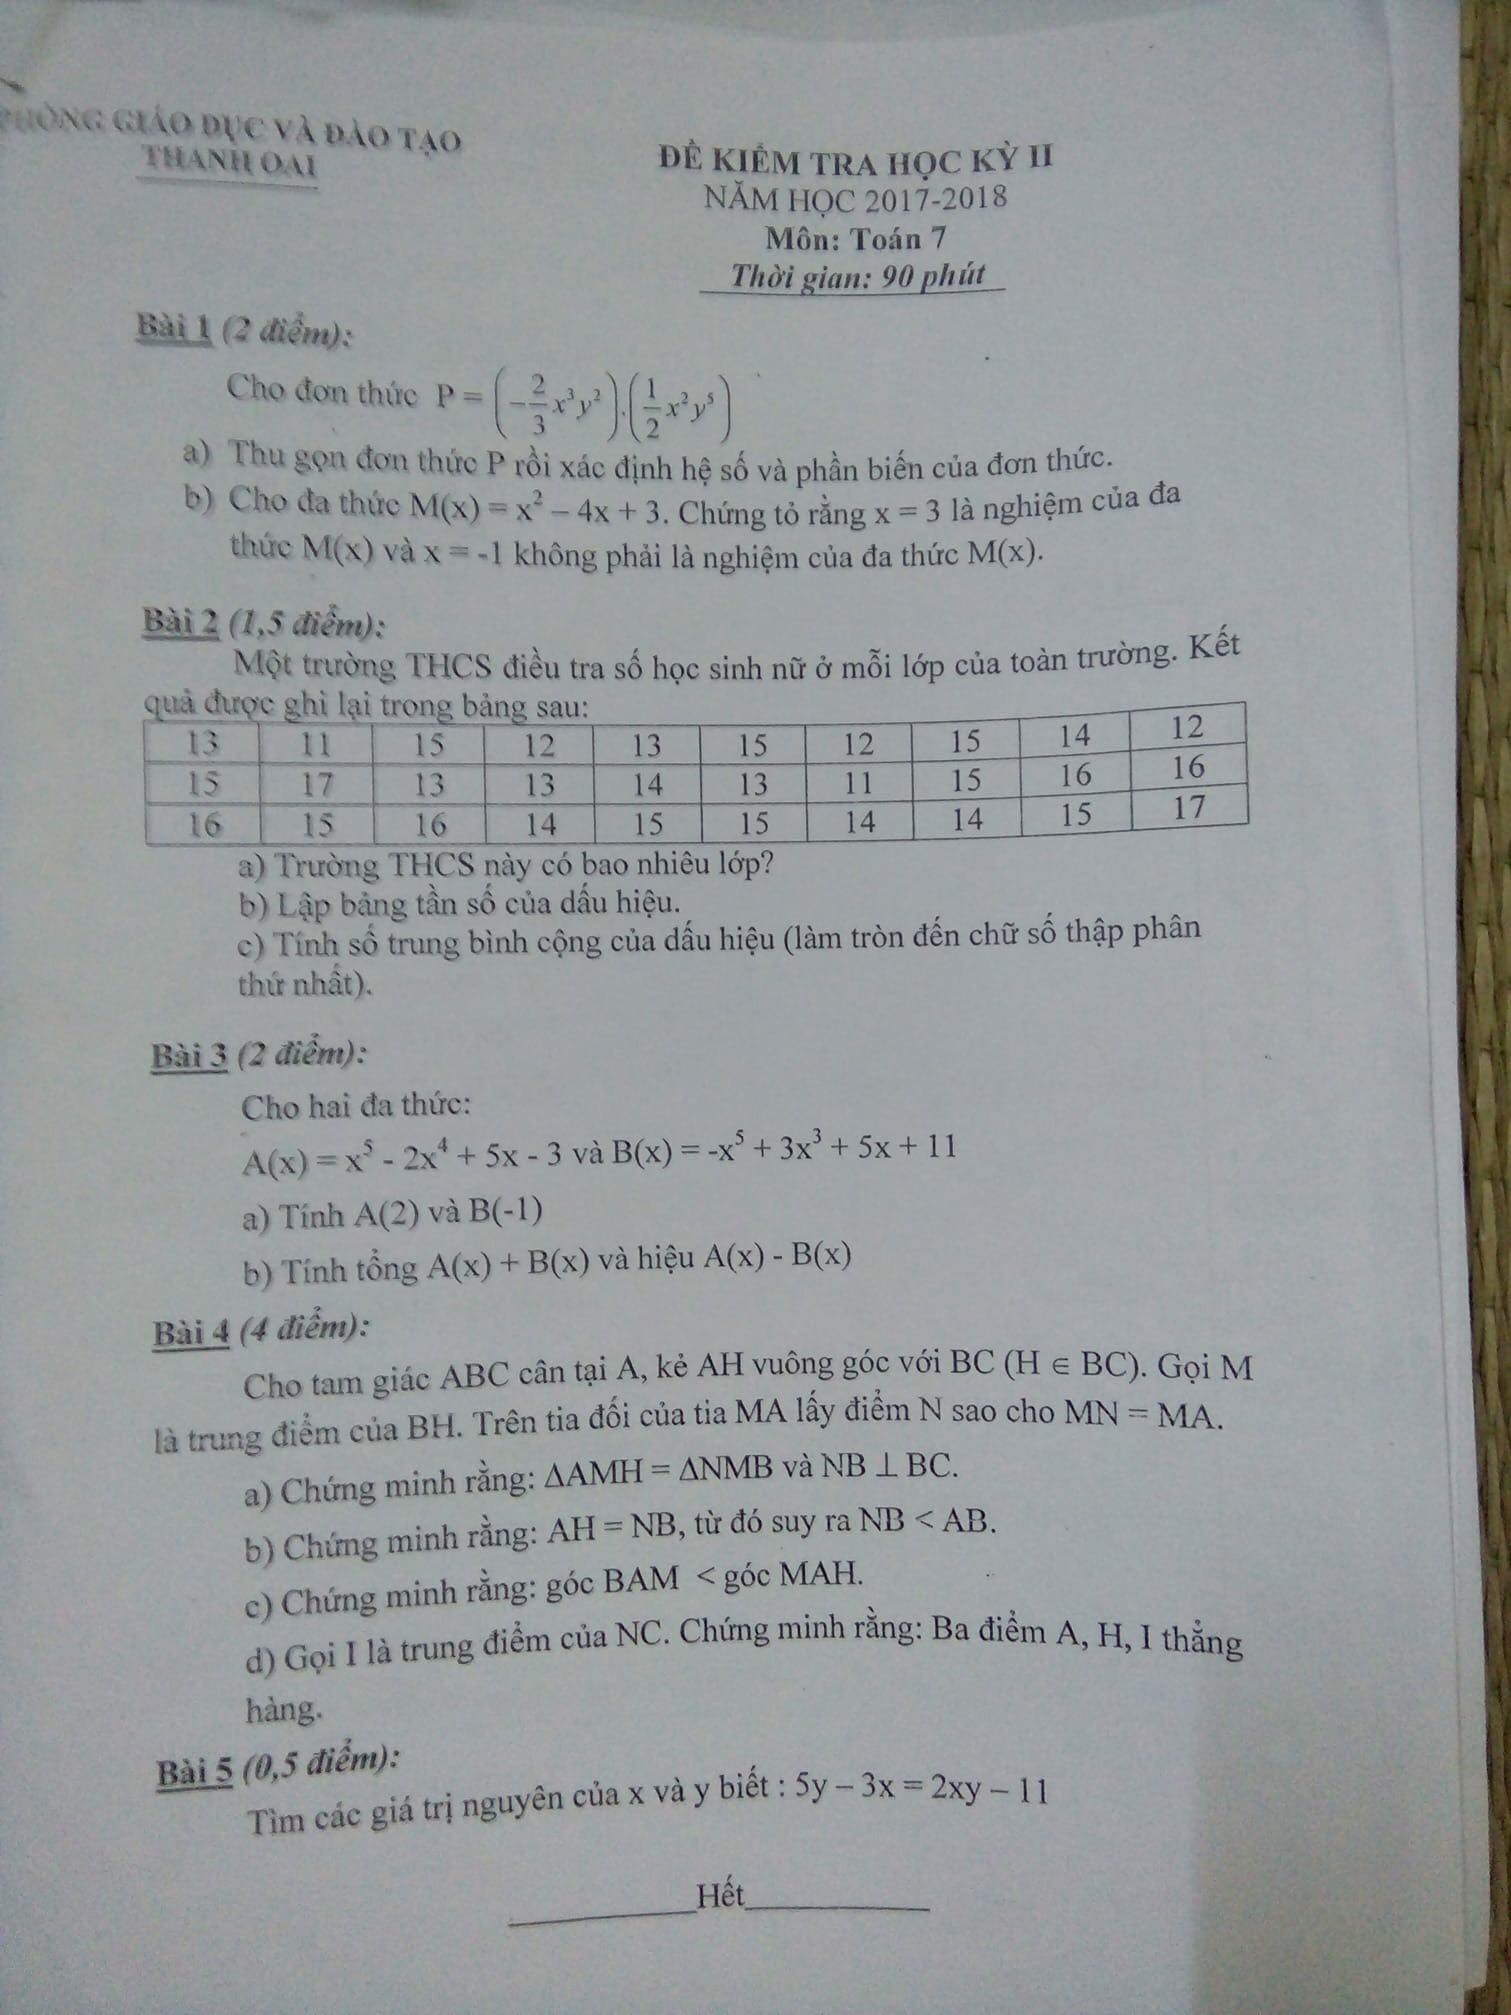 PHÒNG GIÁO DỤC VÀ ĐÀO TẠO
THANH OAI
ĐỀ KIỂM TRA HỌC KỲ II
NĂM HỌC 2017-2018
Môn: Toán 7
Thời gian: 90 phút
Bài 1 (2 điểm):
Cho đơn thức P = (-2/3 x³y²).(1/2 x²y⁵)
a) Thu gọn đơn thức P rồi xác định hệ số và phần biến của đơn thức.
b) Cho đa thức M(x) = x² – 4x + 3. Chứng tỏ rằng x = 3 là nghiệm của đa
thức M(x) và x = -1 không phải là nghiệm của đa thức M(x).
Bài 2 (1,5 điểm):
Một trường THCS điều tra số học sinh nữ ở mỗi lớp của toàn trường. Kết
quả được ghi lại trong bảng sau:
13 11 15 12 13 15 12 15 14 12
15 17 13 13 14 13 11 15 16 16
16 15 16 14 15 15 14 14 15 17
a) Trường THCS này có bao nhiêu lớp?
b) Lập bảng tần số của dấu hiệu.
c) Tính số trung bình cộng của dấu hiệu (làm tròn đến chữ số thập phân
thứ nhất).
Bài 3 (2 điểm):
Cho hai đa thức:
A(x) = x⁵ - 2x⁴ + 5x - 3 và B(x) = -x⁵ + 3x³ + 5x + 11
a) Tính A(2) và B(-1)
b) Tính tổng A(x) + B(x) và hiệu A(x) - B(x)
Bài 4 (4 điểm):
Cho tam giác ABC cân tại A, kẻ AH vuông góc với BC (H ∈ BC). Gọi M
là trung điểm của BH. Trên tia đối của tia MA lấy điểm N sao cho MN = MA.
a) Chứng minh rằng: ΔAMH = ΔNMB và NB ⊥ BC.
b) Chứng minh rằng: AH = NB, từ đó suy ra NB < AB.
c) Chứng minh rằng: góc BAM < góc MAH.
d) Gọi I là trung điểm của NC. Chứng minh rằng: Ba điểm A, H, I thẳng
hàng.
Bài 5 (0,5 điểm):
Tìm các giá trị nguyên của x và y biết : 5y – 3x = 2xy – 11
Hết